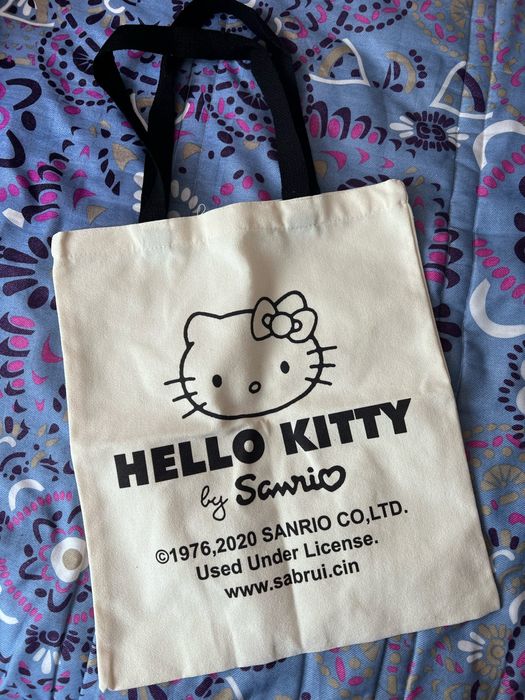 HELLO KITTY
by Sanrio
©1976,2020 SANRIO CO,LTD.
Used Under License.
www.sabrui.cin